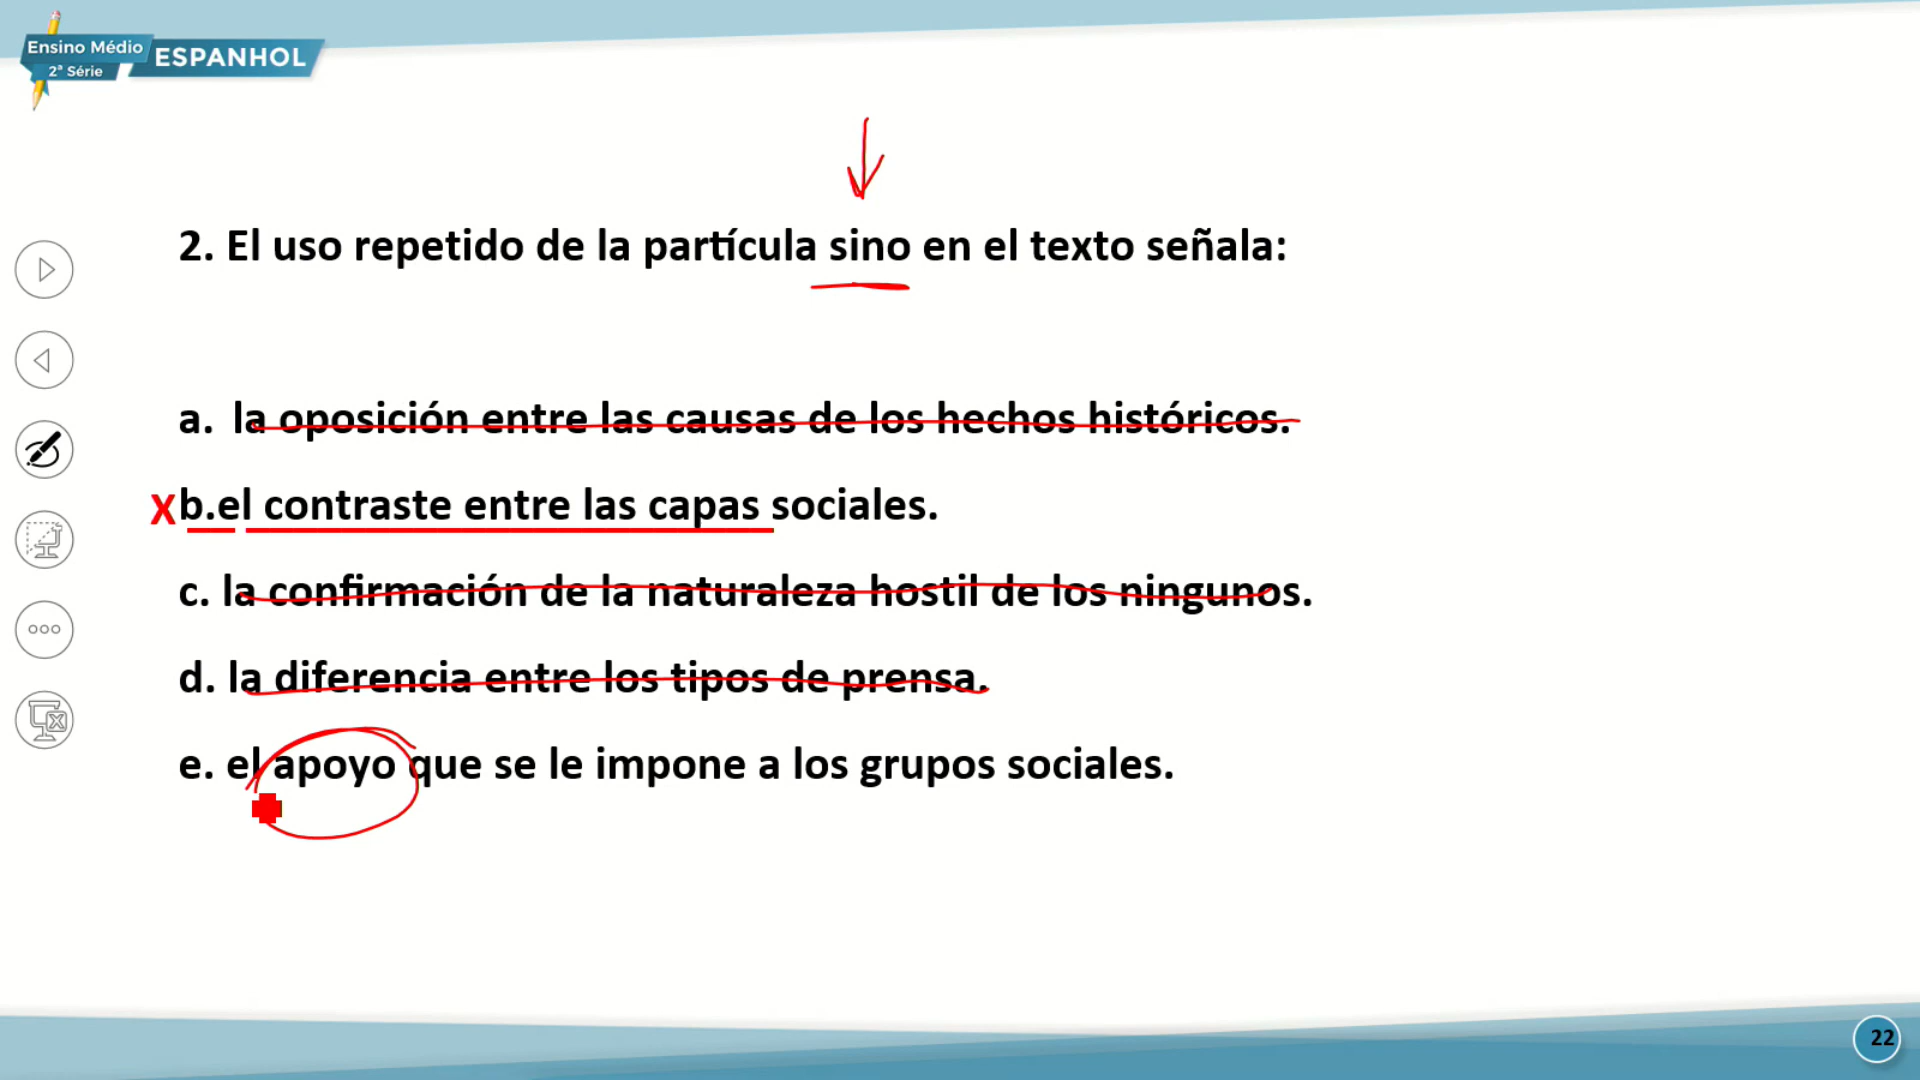 Ensino Médio
2ª Série
ESPANHOL
2. El uso repetido de la partícula sino en el texto señala:
a. la oposición entre las causas de los hechos históricos.
X b.el contraste entre las capas sociales.
c. la confirmación de la naturaleza hostil de los ningunos.
d. la diferencia entre los tipos de prensa.
e. el apoyo que se le impone a los grupos sociales.
22